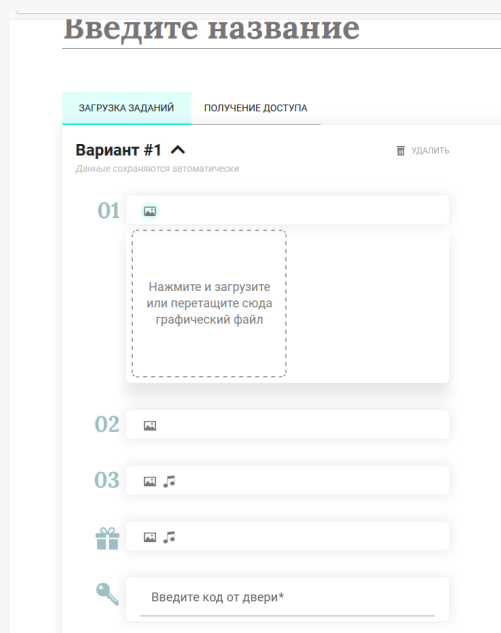 Введите название
ЗАГРУЗКА ЗАДАНИЙ ПОЛУЧЕНИЕ ДОСТУПА
Вариант #1 УДАЛИТЬ
Данные сохраняются автоматически
01
Нажмите и загрузите
или перетащите сюда
графический файл
02
03
Введите код от двери*